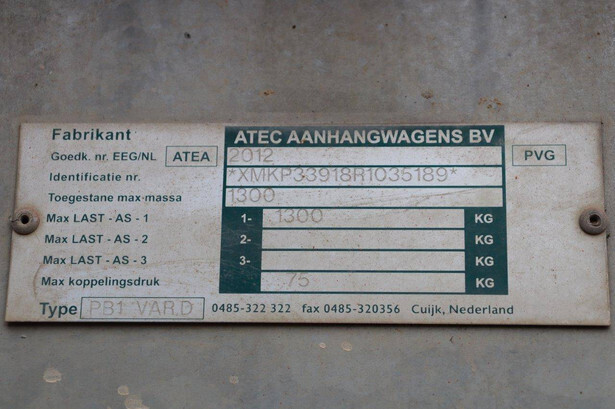 Fabrikant ATEC AANHANGWAGENS BV
Goedk. nr. EEG/NL ATEA 2012 PVG
Identificatie nr. *XMKP33918R1035189*
Toegestane max massa 1300
Max LAST - AS - 1 1- 1300 KG
Max LAST - AS - 2 2- KG
Max LAST - AS - 3 3- KG
Max koppelingsdruk 75 KG
Type PB1 VAR.D 0485-322 322 fax 0485-320356 Cuijk, Nederland